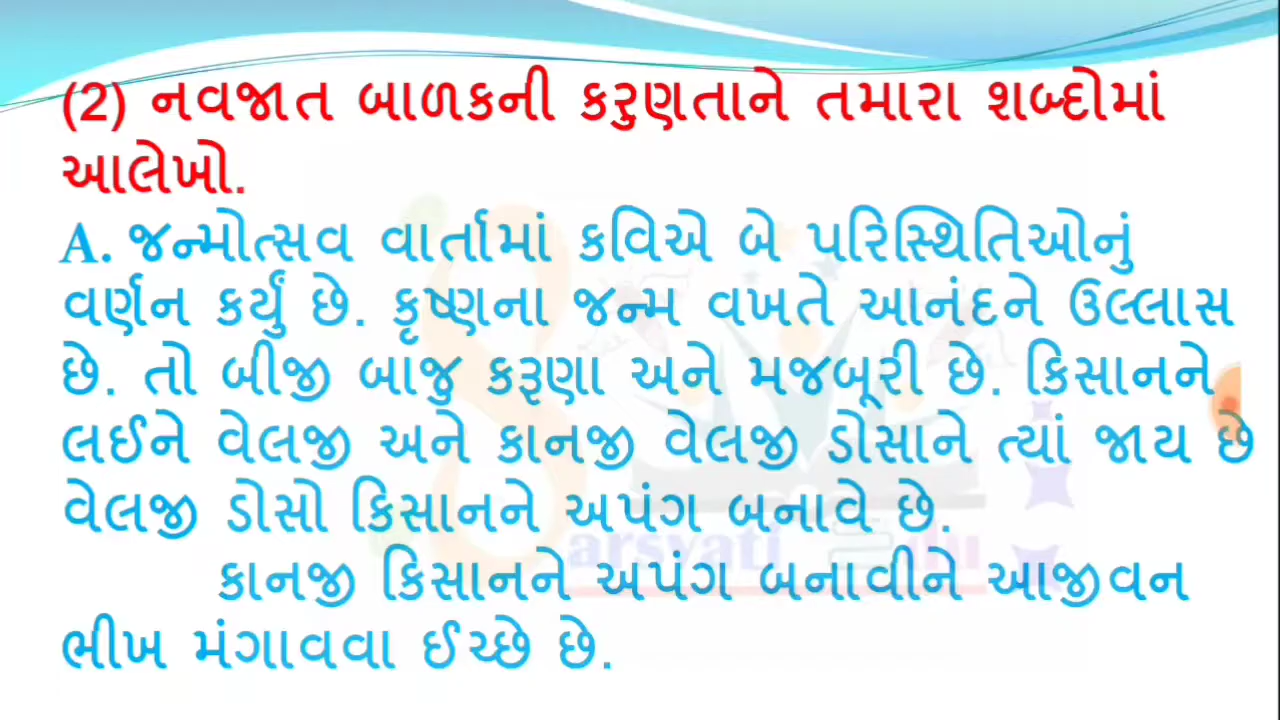 (2) નવજાત બાળકની કરુણતાને તમારા શબ્દોમાં
આલેખો.
A. જન્મોત્સવ વાર્તામાં કવિએ બે પરિસ્થિતિઓનું
વર્ણન કર્યું છે. કૃષ્ણના જન્મ વખતે આનંદને ઉલ્લાસ
છે. તો બીજી બાજુ કરૂણા અને મજબૂરી છે. કિસાનને
લઈને વેલજી અને કાનજી વેલજી ડોસાને ત્યાં જાય છે
વેલજી ડોસો કિસાનને અપંગ બનાવે છે.
arsvati Edu
કાનજી કિસાનને અપંગ બનાવીને આજીવન
ભીખ મંગાવવા ઈચ્છે છે.